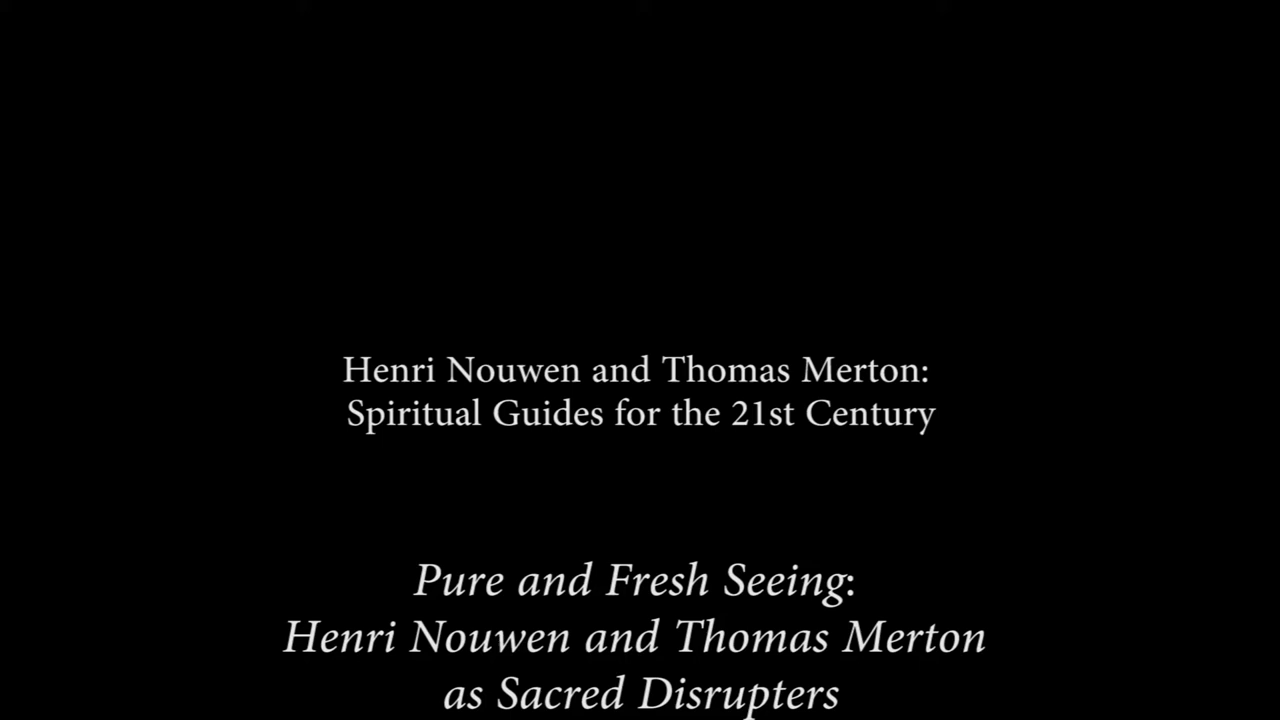 Henri Nouwen and Thomas Merton:
Spiritual Guides for the 21st Century
Pure and Fresh Seeing:
Henri Nouwen and Thomas Merton
as Sacred Disrupters